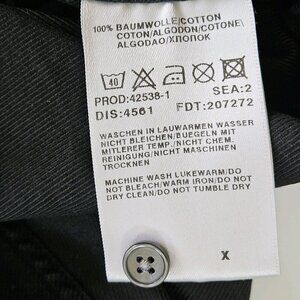 100% BAUMWOLLE/COTTON
COTON/ALGODON/COTONE/
ALGODAO/ХЛОПОК
40
PROD:42538-1 SEA:2
DIS:4561 FDT:207272
WASCHEN IN LAUWARMEN WASSER
NICHT BLEICHEN/BUEGELN MIT
MITLERER TEMP./NICHT CHEM.
REINIGUNG/NICHT MASCHINEN
TROCKNEN
MACHINE WASH LUKEWARM/DO
NOT BLEACH/WARM IRON/DO NOT
DRY CLEAN/DO NOT TUMBLE DRY
X